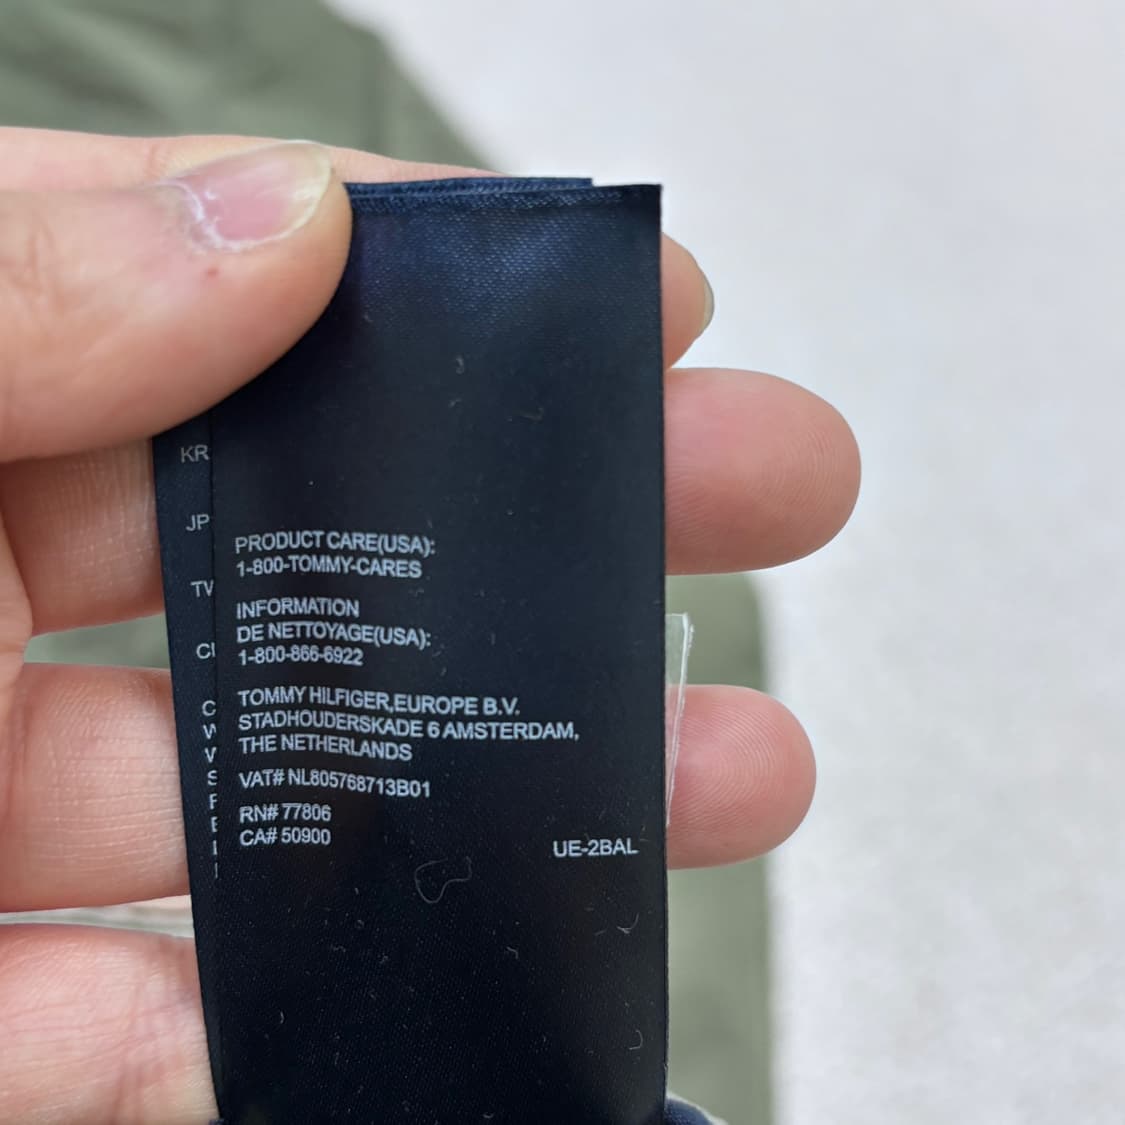 KR
JP
PRODUCT CARE(USA):
1-800-TOMMY-CARES
INFORMATION
DE NETTOYAGE(USA):
1-800-866-6922
TOMMY HILFIGER,EUROPE B.V.
STADHOUDERSKADE 6 AMSTERDAM,
THE NETHERLANDS
VAT# NL805768713B01
RN# 77806
CA# 50900
UE-2BAL